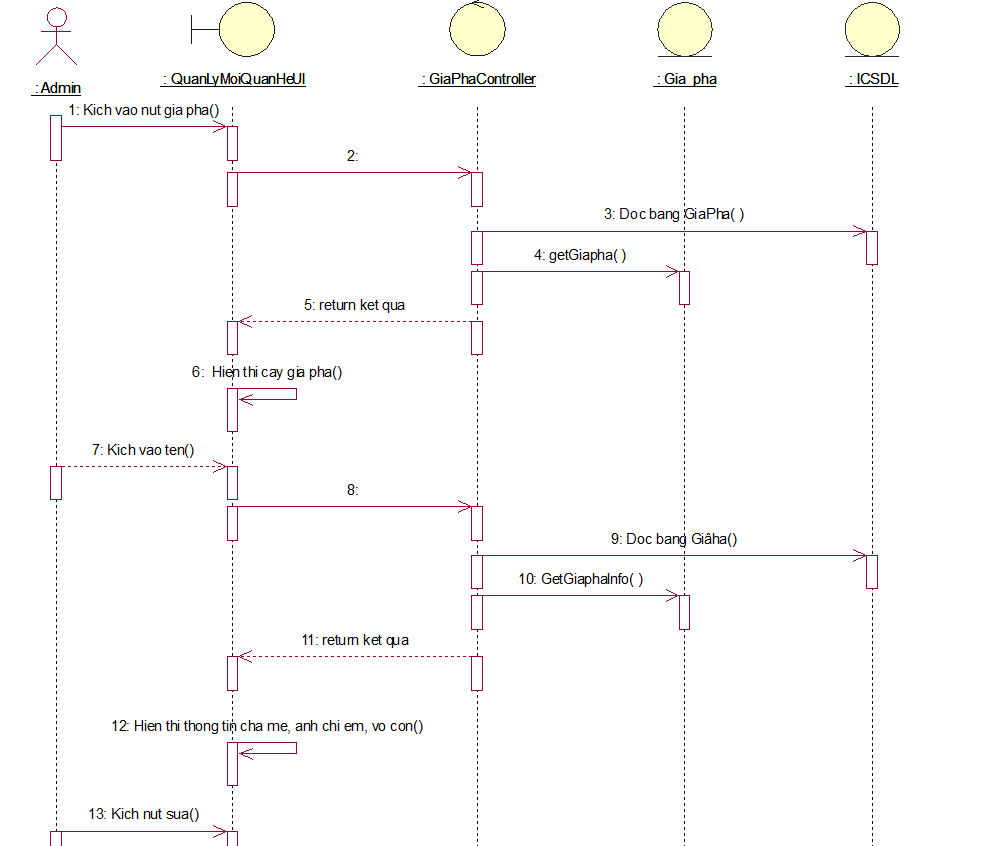 : Admin
: QuanLyMoiQuanHeUI
: GiaPhaController
: Gia pha
: ICSDL
1: Kich vao nut gia pha()
2:
3: Doc bang GiaPha( )
4: getGiapha( )
5: return ket qua
6: Hien thi cay gia pha()
7: Kich vao ten()
8:
9: Doc bang Giâha()
10: GetGiaphaInfo( )
11: return ket qua
12: Hien thi thong tin cha me, anh chi em, vo con()
13: Kich nut sua()